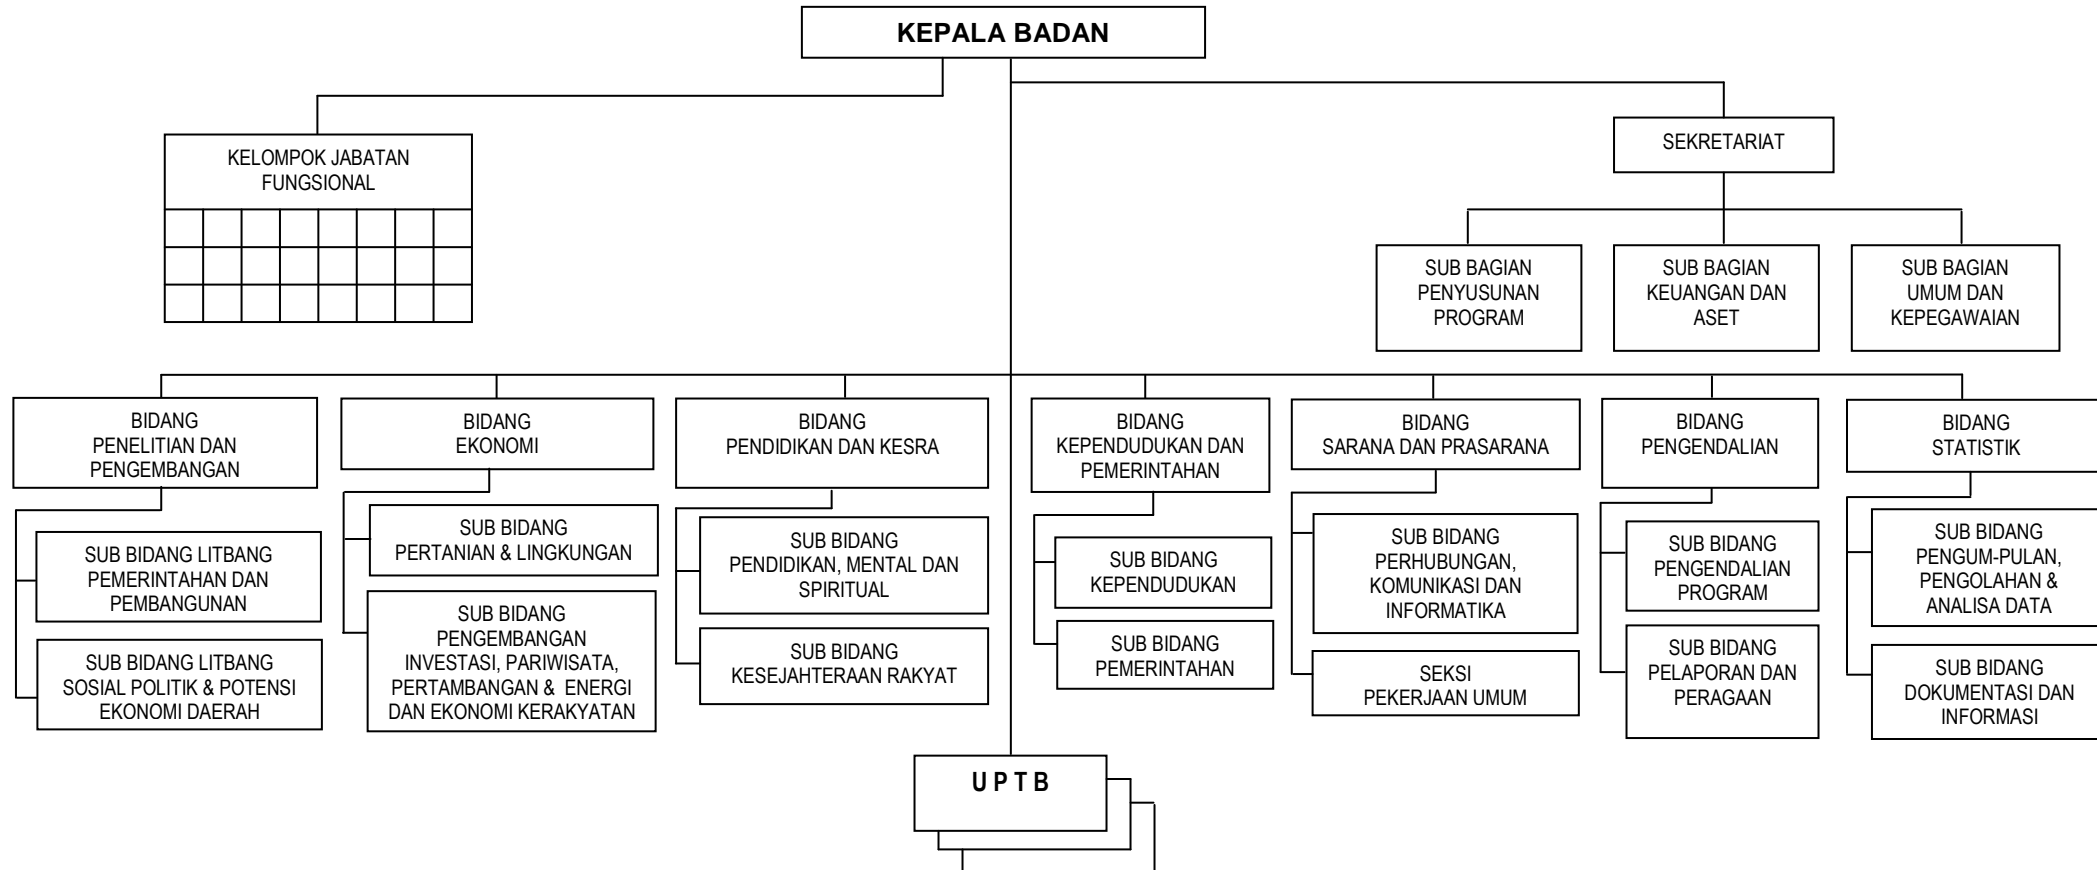 KEPALA BADAN
KELOMPOK JABATAN
FUNGSIONAL
SEKRETARIAT
SUB BAGIAN
PENYUSUNAN
PROGRAM
SUB BAGIAN
KEUANGAN DAN
ASET
SUB BAGIAN
UMUM DAN
KEPEGAWAIAN
BIDANG
PENELITIAN DAN
PENGEMBANGAN
BIDANG
EKONOMI
BIDANG
PENDIDIKAN DAN KESRA
BIDANG
KEPENDUDUKAN DAN
PEMERINTAHAN
BIDANG
SARANA DAN PRASARANA
BIDANG
PENGENDALIAN
BIDANG
STATISTIK
SUB BIDANG LITBANG
PEMERINTAHAN DAN
PEMBANGUNAN
SUB BIDANG LITBANG
SOSIAL POLITIK & POTENSI
EKONOMI DAERAH
SUB BIDANG
PERTANIAN & LINGKUNGAN
SUB BIDANG
PENGEMBANGAN
INVESTASI, PARIWISATA,
PERTAMBANGAN & ENERGI
DAN EKONOMI KERAKYATAN
SUB BIDANG
PENDIDIKAN, MENTAL DAN
SPIRITUAL
SUB BIDANG
KESEJAHTERAAN RAKYAT
SUB BIDANG
KEPENDUDUKAN
SUB BIDANG
PEMERINTAHAN
SUB BIDANG
PERHUBUNGAN,
KOMUNIKASI DAN
INFORMATIKA
SEKSI
PEKERJAAN UMUM
SUB BIDANG
PENGENDALIAN
PROGRAM
SUB BIDANG
PELAPORAN DAN
PERAGAAN
SUB BIDANG
PENGUM-PULAN,
PENGOLAHAN &
ANALISA DATA
SUB BIDANG
DOKUMENTASI DAN
INFORMASI
U P T B